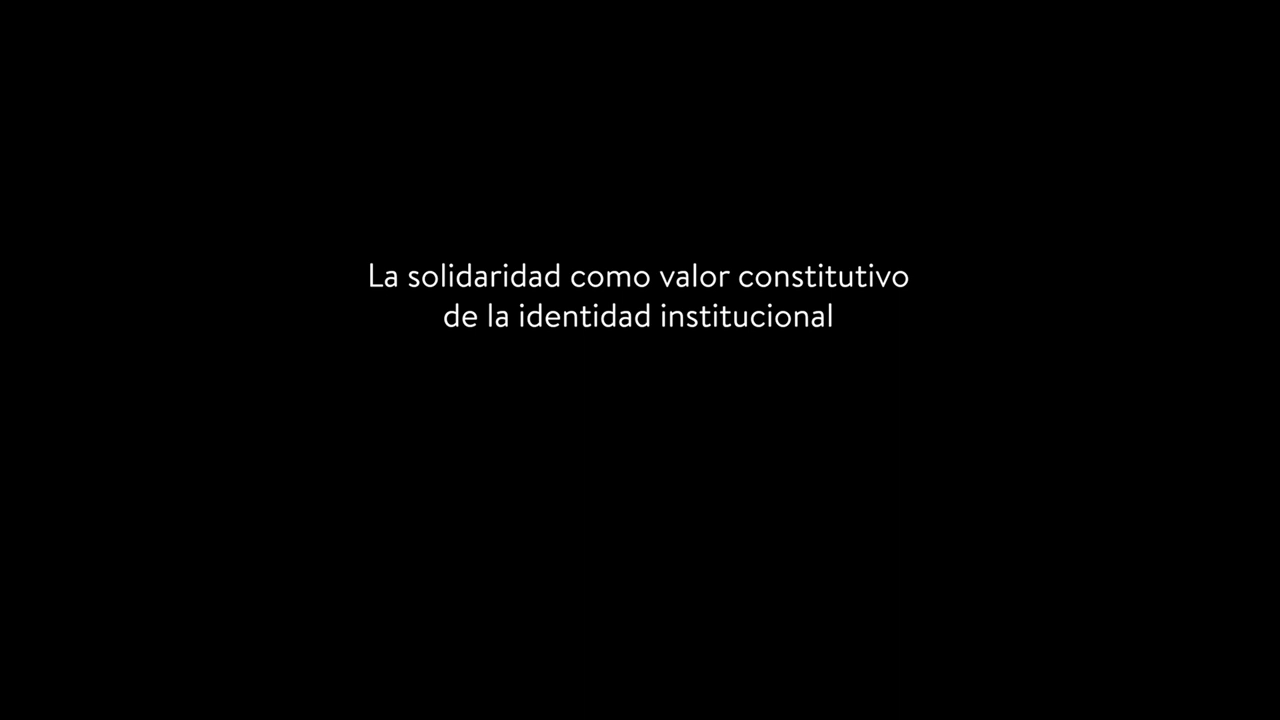 La solidaridad como valor constitutivo
de la identidad institucional